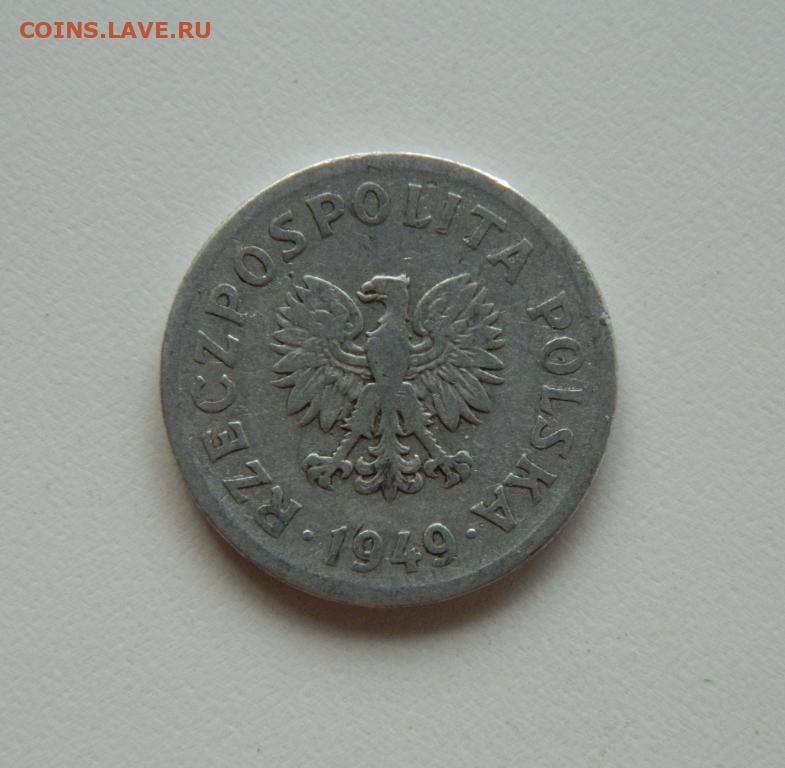 COINS.LAVE.RU
RZECZPOSPOLITA POLSKA
· 1949 ·